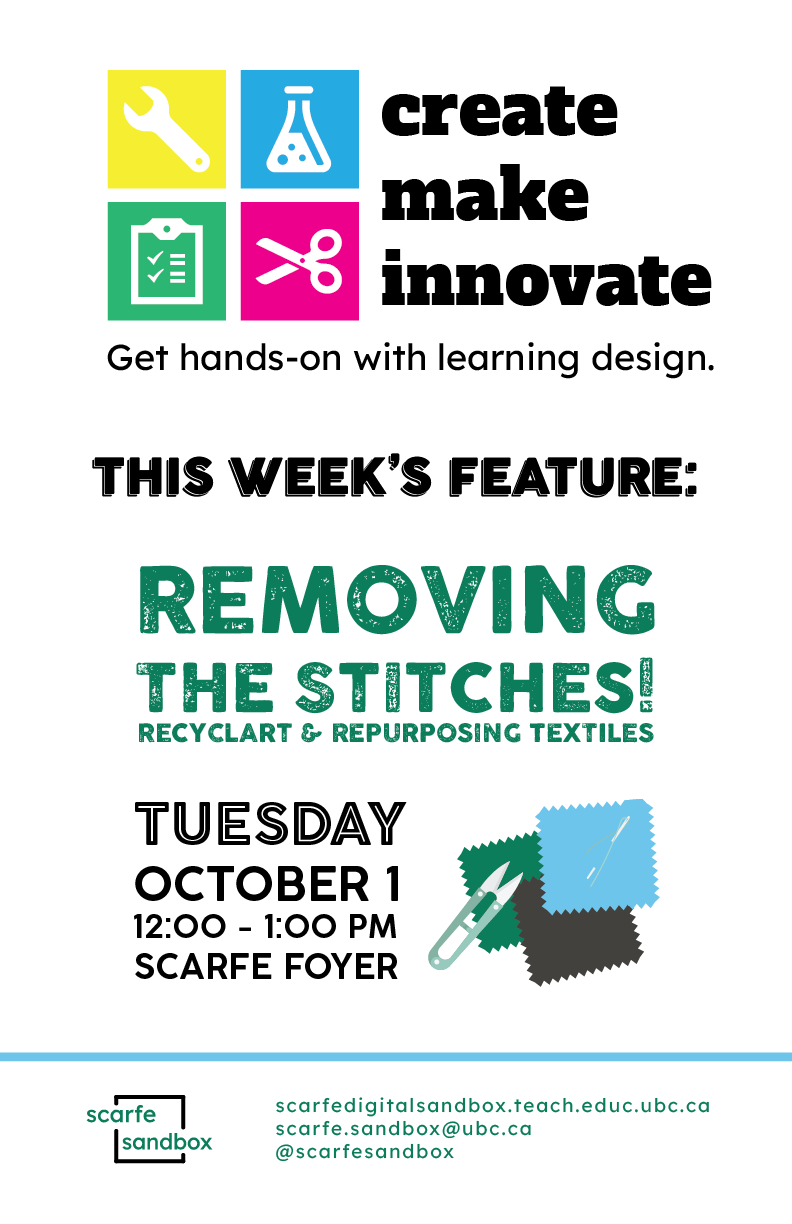 create
make
innovate
Get hands-on with learning design.
THIS WEEK'S FEATURE:
REMOVING
THE STITCHES!
RECYCLART & REPURPOSING TEXTILES
TUESDAY
OCTOBER 1
12:00 - 1:00 PM
SCARFE FOYER
scarfe
sandbox
scarfedigitalsandbox.teach.educ.ubc.ca
scarfe.sandbox@ubc.ca
@scarfesandbox